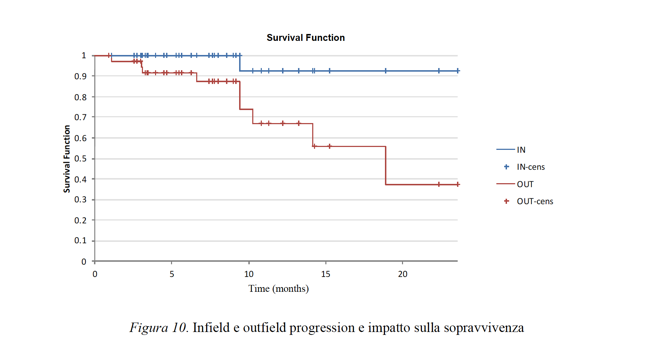 Survival Function
1
0.9
0.8
0.7
0.6
0.5
0.4
0.3
0.2
0.1
0
Survival Function
0 5 10 15 20
Time (months)
IN
IN-cens
OUT
OUT-cens
Figura 10. Infield e outfield progression e impatto sulla sopravvivenza